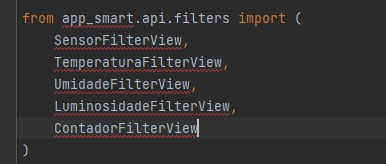 from app_smart.api.filters import (
    SensorFilterView,
    TemperaturaFilterView,
    UmidadeFilterView,
    LuminosidadeFilterView,
    ContadorFilterView
)